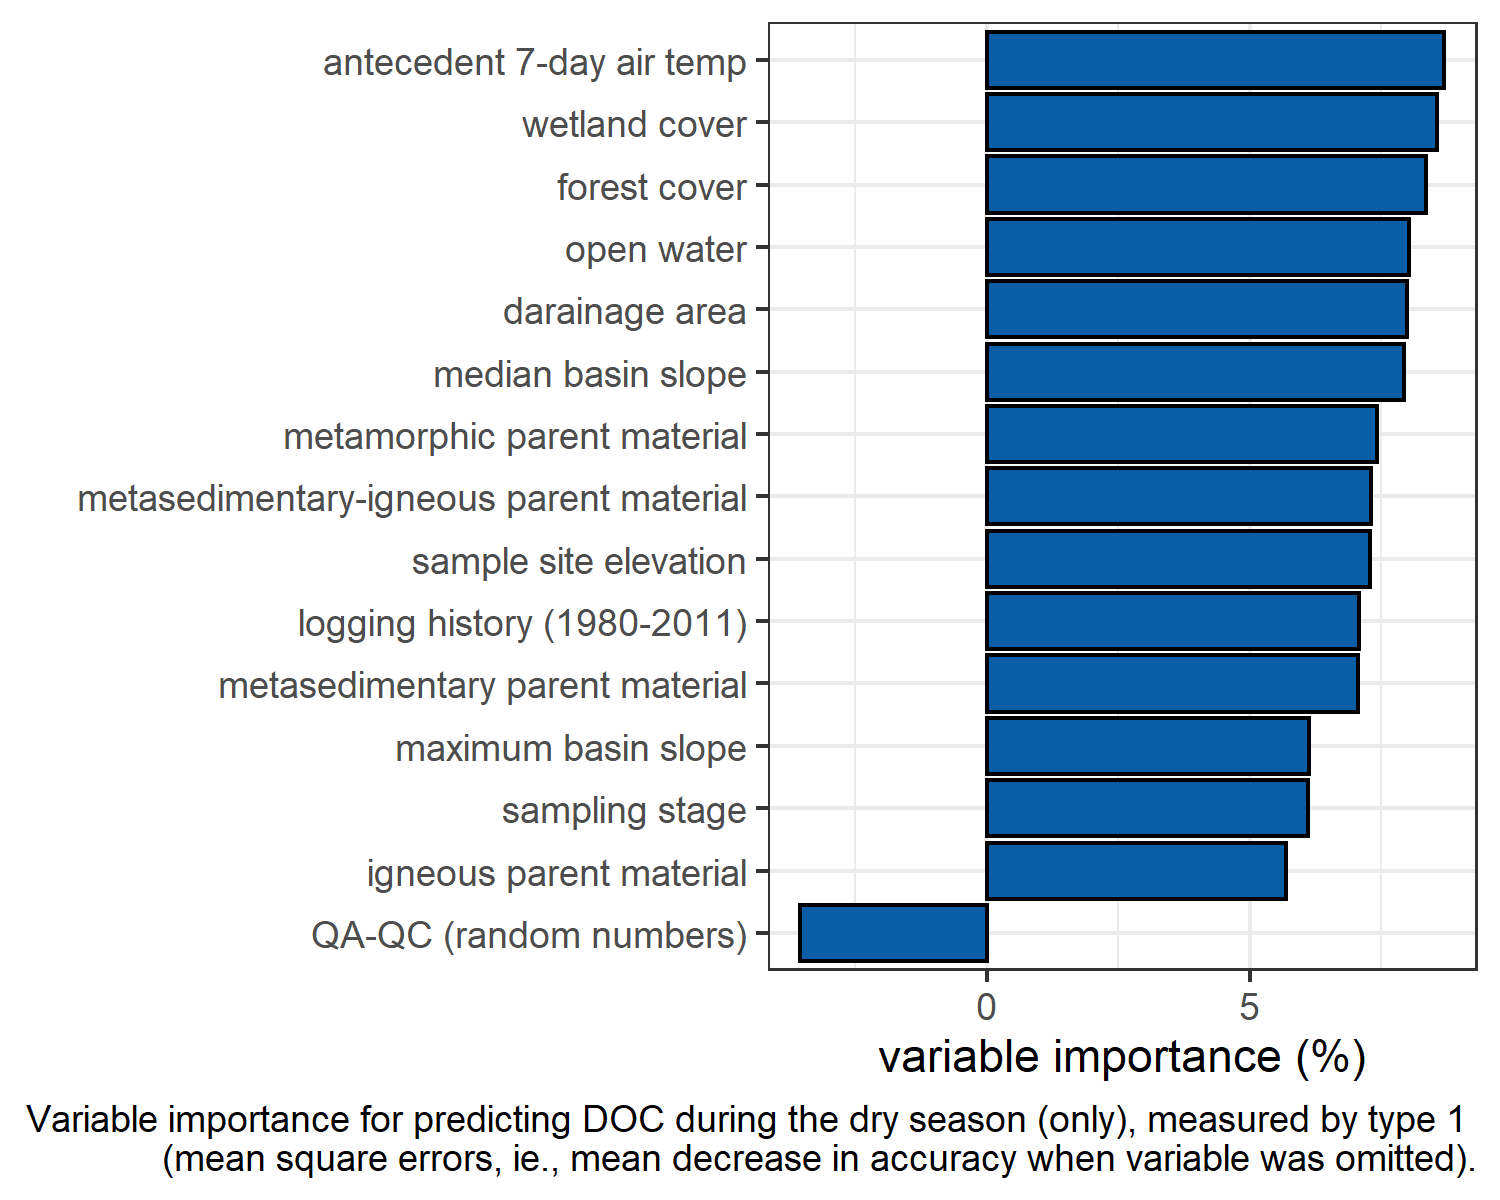 antecedent 7-day air temp
wetland cover
forest cover
open water
darainage area
median basin slope
metamorphic parent material
metasedimentary-igneous parent material
sample site elevation
logging history (1980-2011)
metasedimentary parent material
maximum basin slope
sampling stage
igneous parent material
QA-QC (random numbers)
0 5
variable importance (%)
Variable importance for predicting DOC during the dry season (only), measured by type 1
(mean square errors, ie., mean decrease in accuracy when variable was omitted).